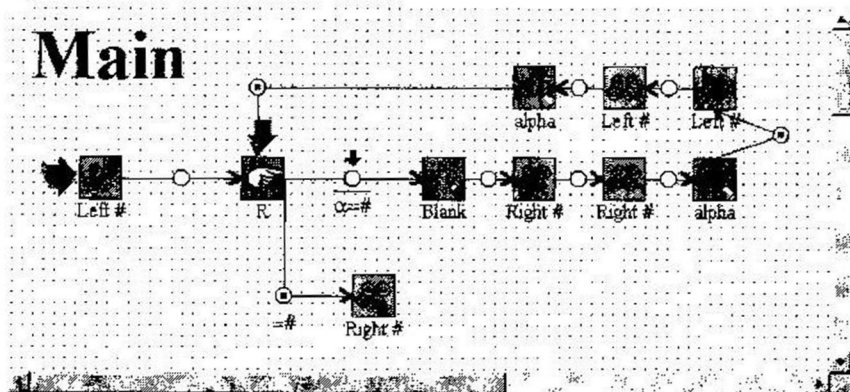 Main
alpha Left # Left #
Left # R α=# Blank Right # Right # alpha
=# Right #